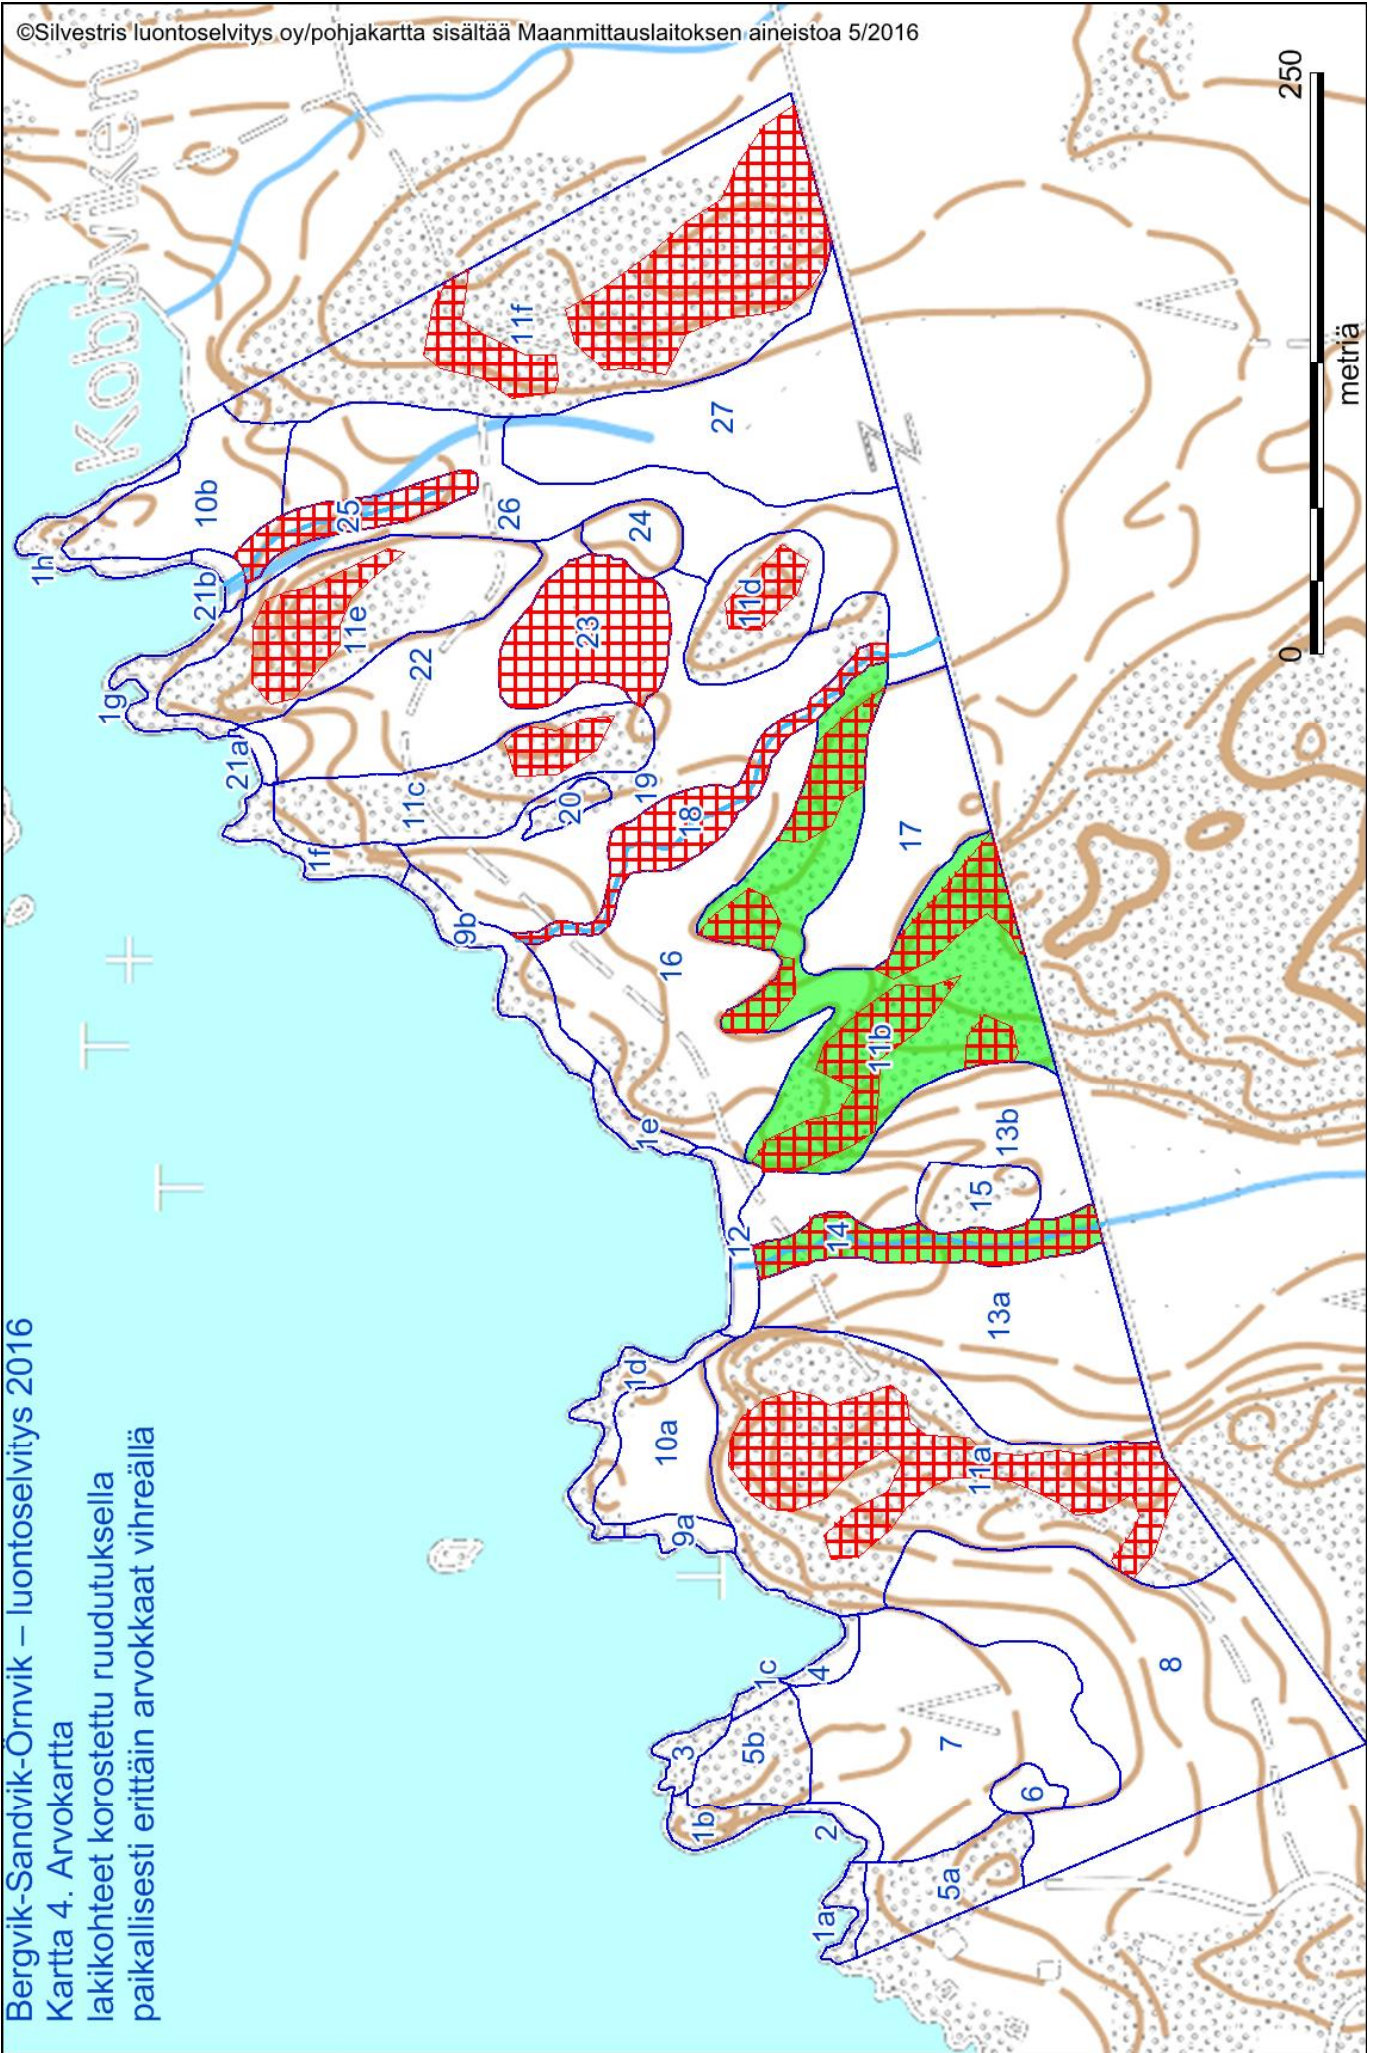 ©Silvestris luontoselvitys oy/pohjakartta sisältää Maanmittauslaitoksen aineistoa 5/2016
Bergvik-Sandvik-Örnvik – luontoselvitys 2016
Kartta 4. Arvokartta
lakikohteet korostettu ruudutuksella
paikallisesti erittäin arvokkaat vihreällä
Kobbviken
1a
1b
1c
1d
1e
1f
1g
1h
2
3
4
5a
5b
6
7
8
9a
9b
10a
10b
11a
11b
11c
11d
11e
11f
12
13a
13b
14
15
16
17
18
19
20
21a
21b
22
23
24
25
26
27
0
250
metriä